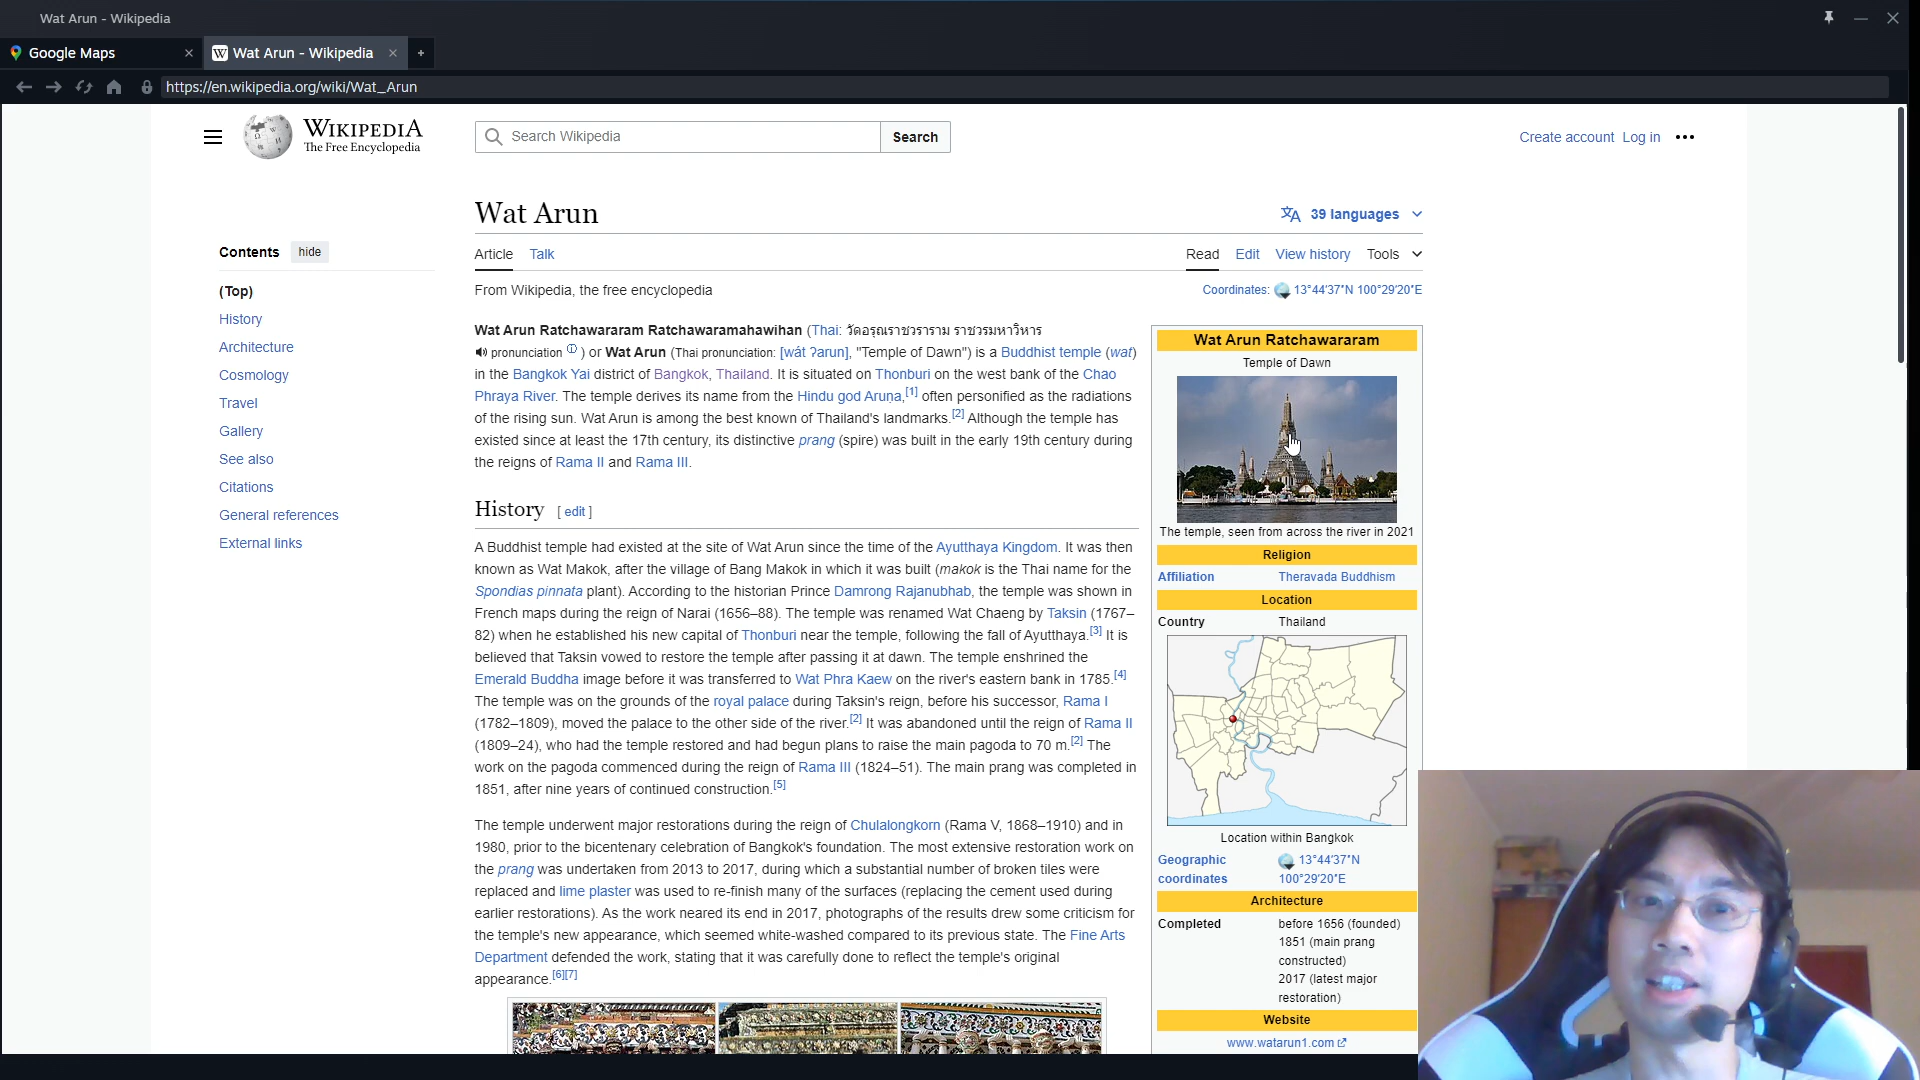 Wat Arun - Wikipedia
Google Maps
Wat Arun - Wikipedia
https://en.wikipedia.org/wiki/Wat_Arun
WIKIPEDIA
The Free Encyclopedia
Search Wikipedia
Search
Create account Log in
Wat Arun
39 languages
Contents hide
Article Talk
Read Edit View history Tools
(Top)
History
Architecture
Cosmology
Travel
Gallery
See also
Citations
General references
External links
From Wikipedia, the free encyclopedia
Coordinates: 13°44′37″N 100°29′20″E
Wat Arun Ratchawararam Ratchawaramahawihan (Thai: วัดอรุณราชวราราม ราชวรมหาวิหาร
pronunciation ⓘ ) or Wat Arun (Thai pronunciation: [wát ʔarun], "Temple of Dawn") is a Buddhist temple (wat)
in the Bangkok Yai district of Bangkok, Thailand. It is situated on Thonburi on the west bank of the Chao
Phraya River. The temple derives its name from the Hindu god Aruṇa,[1] often personified as the radiations
of the rising sun. Wat Arun is among the best known of Thailand's landmarks.[2] Although the temple has
existed since at least the 17th century, its distinctive prang (spire) was built in the early 19th century during
the reigns of Rama II and Rama III.
History [ edit ]
A Buddhist temple had existed at the site of Wat Arun since the time of the Ayutthaya Kingdom. It was then
known as Wat Makok, after the village of Bang Makok in which it was built (makok is the Thai name for the
Spondias pinnata plant). According to the historian Prince Damrong Rajanubhab, the temple was shown in
French maps during the reign of Narai (1656–88). The temple was renamed Wat Chaeng by Taksin (1767–
82) when he established his new capital of Thonburi near the temple, following the fall of Ayutthaya.[3] It is
believed that Taksin vowed to restore the temple after passing it at dawn. The temple enshrined the
Emerald Buddha image before it was transferred to Wat Phra Kaew on the river's eastern bank in 1785.[4]
The temple was on the grounds of the royal palace during Taksin's reign, before his successor, Rama I
(1782–1809), moved the palace to the other side of the river.[2] It was abandoned until the reign of Rama II
(1809–24), who had the temple restored and had begun plans to raise the main pagoda to 70 m.[2] The
work on the pagoda commenced during the reign of Rama III (1824–51). The main prang was completed in
1851, after nine years of continued construction.[5]
The temple underwent major restorations during the reign of Chulalongkorn (Rama V, 1868–1910) and in
1980, prior to the bicentenary celebration of Bangkok's foundation. The most extensive restoration work on
the prang was undertaken from 2013 to 2017, during which a substantial number of broken tiles were
replaced and lime plaster was used to re-finish many of the surfaces (replacing the cement used during
earlier restorations). As the work neared its end in 2017, photographs of the results drew some criticism for
the temple's new appearance, which seemed white-washed compared to its previous state. The Fine Arts
Department defended the work, stating that it was carefully done to reflect the temple's original
appearance.[6][7]
Wat Arun Ratchawararam
Temple of Dawn
The temple, seen from across the river in 2021
Religion
Affiliation Theravada Buddhism
Location
Country Thailand
Location within Bangkok
Geographic 13°44′37″N
coordinates 100°29′20″E
Architecture
Completed before 1656 (founded)
1851 (main prang
constructed)
2017 (latest major
restoration)
Website
www.watarun1.com